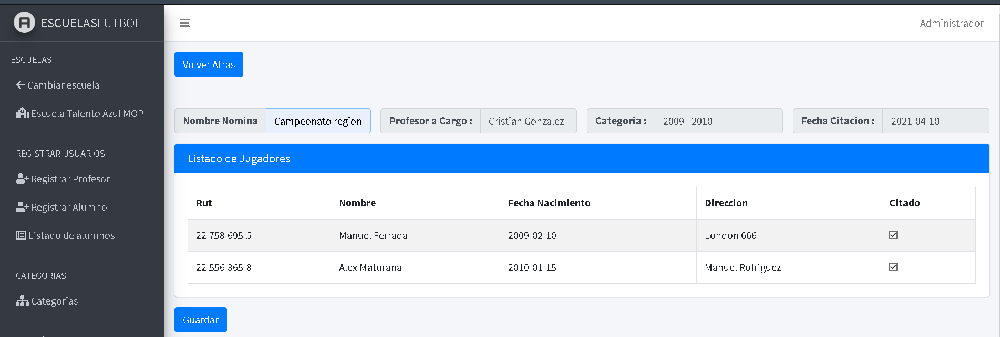 ESCUELASFUTBOL
Administrador
ESCUELAS
Cambiar escuela
Escuela Talento Azul MOP
REGISTRAR USUARIOS
Registrar Profesor
Registrar Alumno
Listado de alumnos
CATEGORIAS
Categorias
Volver Atras
Nombre Nomina Campeonato region Profesor a Cargo : Cristian Gonzalez Categoria : 2009 - 2010 Fecha Citacion : 2021-04-10
Listado de Jugadores
Rut Nombre Fecha Nacimiento Direccion Citado
22.758.695-5 Manuel Ferrada 2009-02-10 London 666
22.556.365-8 Alex Maturana 2010-01-15 Manuel Rofriguez
Guardar